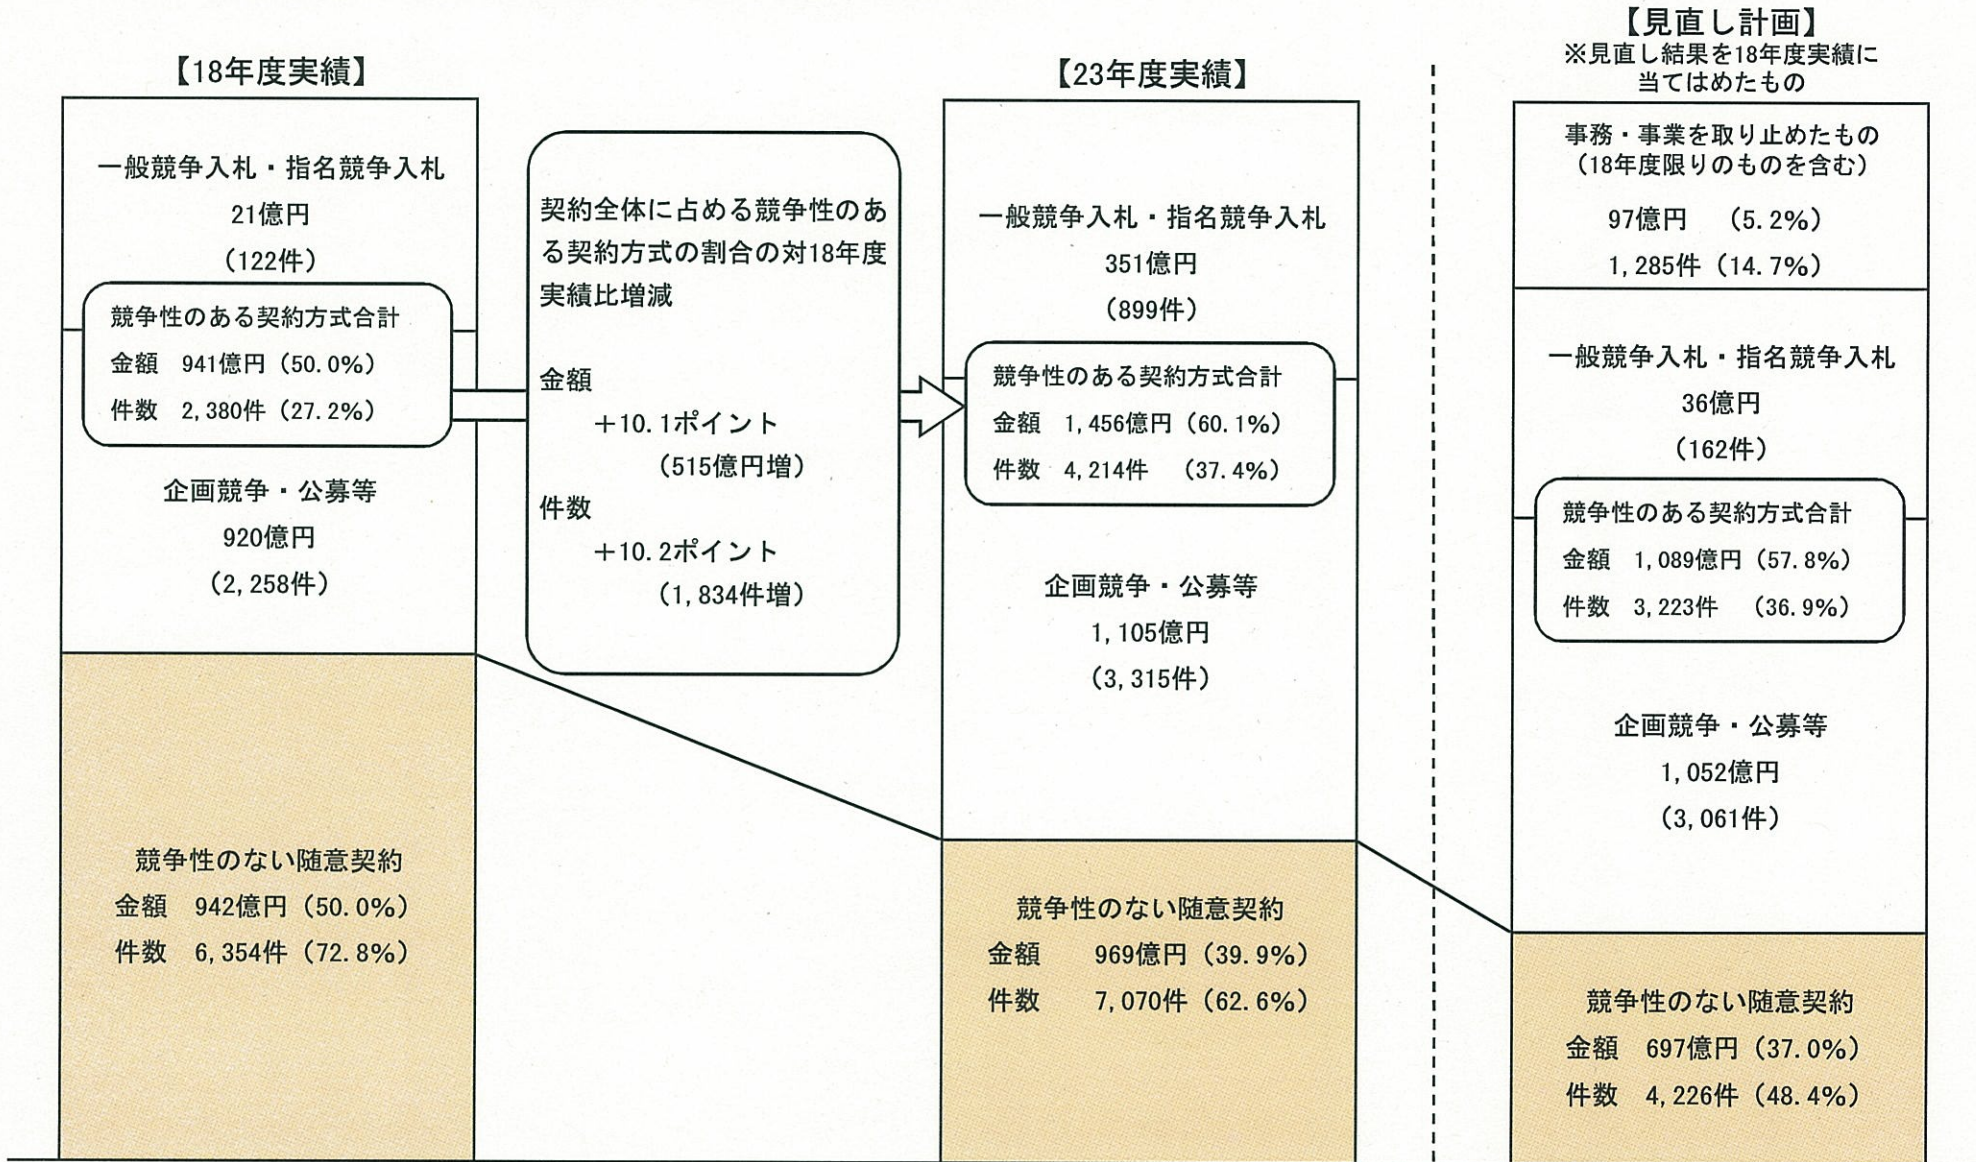 【18年度実績】
一般競争入札・指名競争入札
21億円
(122件)
競争性のある契約方式合計
金額 941億円(50.0%)
件数 2,380件(27.2%)
企画競争・公募等
920億円
(2,258件)
競争性のない随意契約
金額 942億円(50.0%)
件数 6,354件(72.8%)
契約全体に占める競争性のあ
る契約方式の割合の対18年度
実績比増減
金額
+10.1ポイント
(515億円増)
件数
+10.2ポイント
(1,834件増)
【23年度実績】
一般競争入札・指名競争入札
351億円
(899件)
競争性のある契約方式合計
金額 1,456億円(60.1%)
件数 4,214件 (37.4%)
企画競争・公募等
1,105億円
(3,315件)
競争性のない随意契約
金額 969億円(39.9%)
件数 7,070件(62.6%)
【見直し計画】
※見直し結果を18年度実績に
当てはめたもの
事務・事業を取り止めたもの
(18年度限りのものを含む)
97億円 (5.2%)
1,285件(14.7%)
一般競争入札・指名競争入札
36億円
(162件)
競争性のある契約方式合計
金額 1,089億円(57.8%)
件数 3,223件 (36.9%)
企画競争・公募等
1,052億円
(3,061件)
競争性のない随意契約
金額 697億円(37.0%)
件数 4,226件(48.4%)